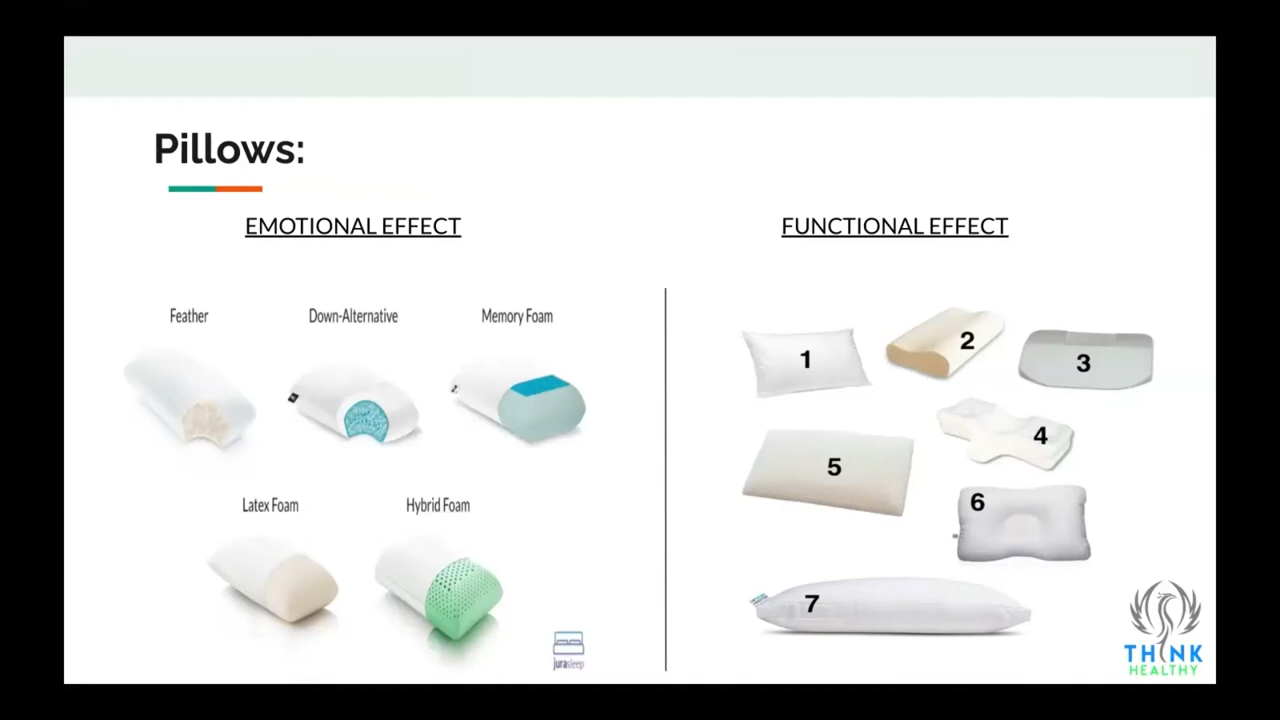 Pillows:
EMOTIONAL EFFECT
FUNCTIONAL EFFECT
Feather
Down-Alternative
Memory Foam
Latex Foam
Hybrid Foam
jurasleep
1
2
3
4
5
6
7
THINK
HEALTHY